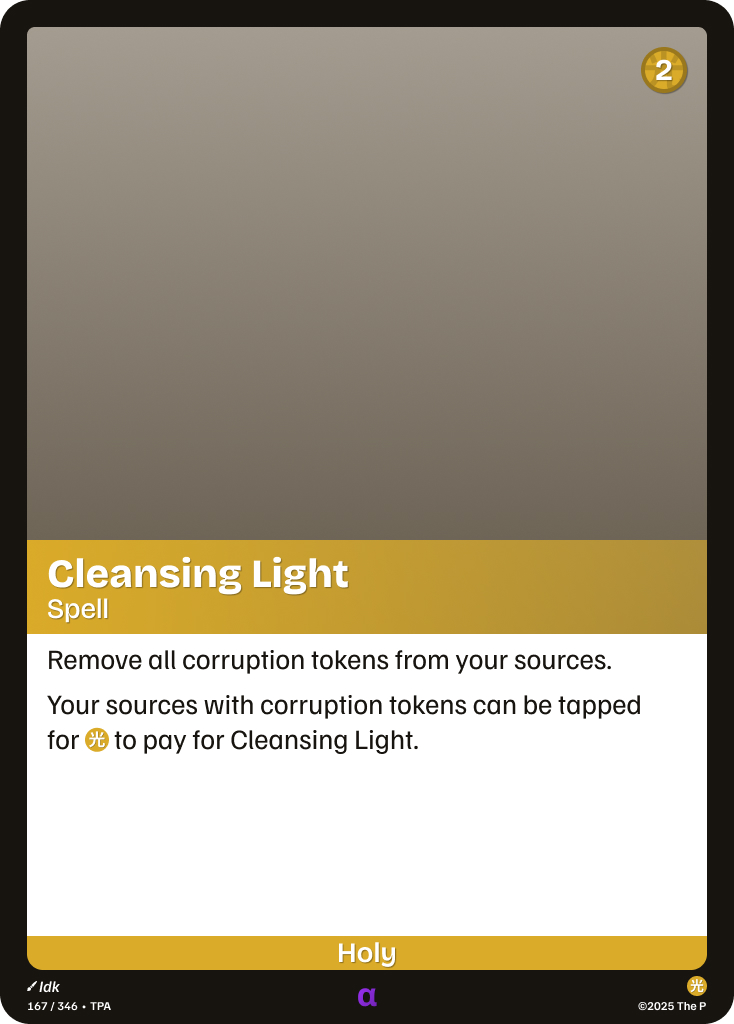 2
Cleansing Light
Spell
Remove all corruption tokens from your sources.
Your sources with corruption tokens can be tapped
for 光 to pay for Cleansing Light.
Holy
Idk
167 / 346 • TPA
α
光
©2025 The P